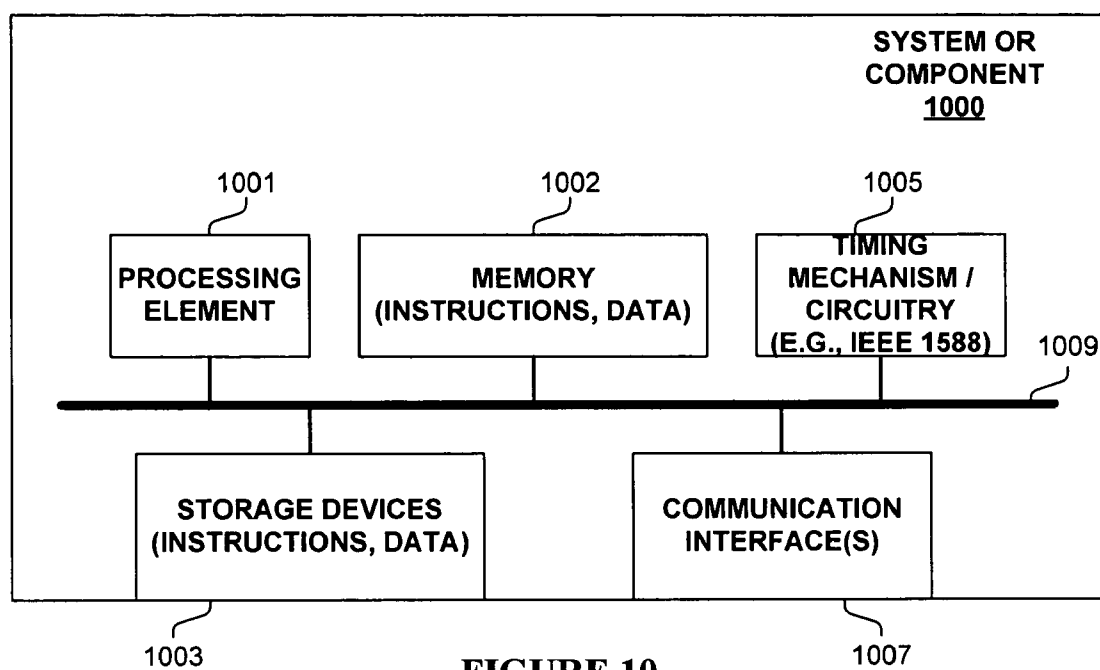 SYSTEM OR
COMPONENT
1000
1001
1002
1005
PROCESSING
ELEMENT
MEMORY
(INSTRUCTIONS, DATA)
TIMING
MECHANISM /
CIRCUITRY
(E.G., IEEE 1588)
1009
STORAGE DEVICES
(INSTRUCTIONS, DATA)
COMMUNICATION
INTERFACE(S)
1003
1007
FIGURE 10